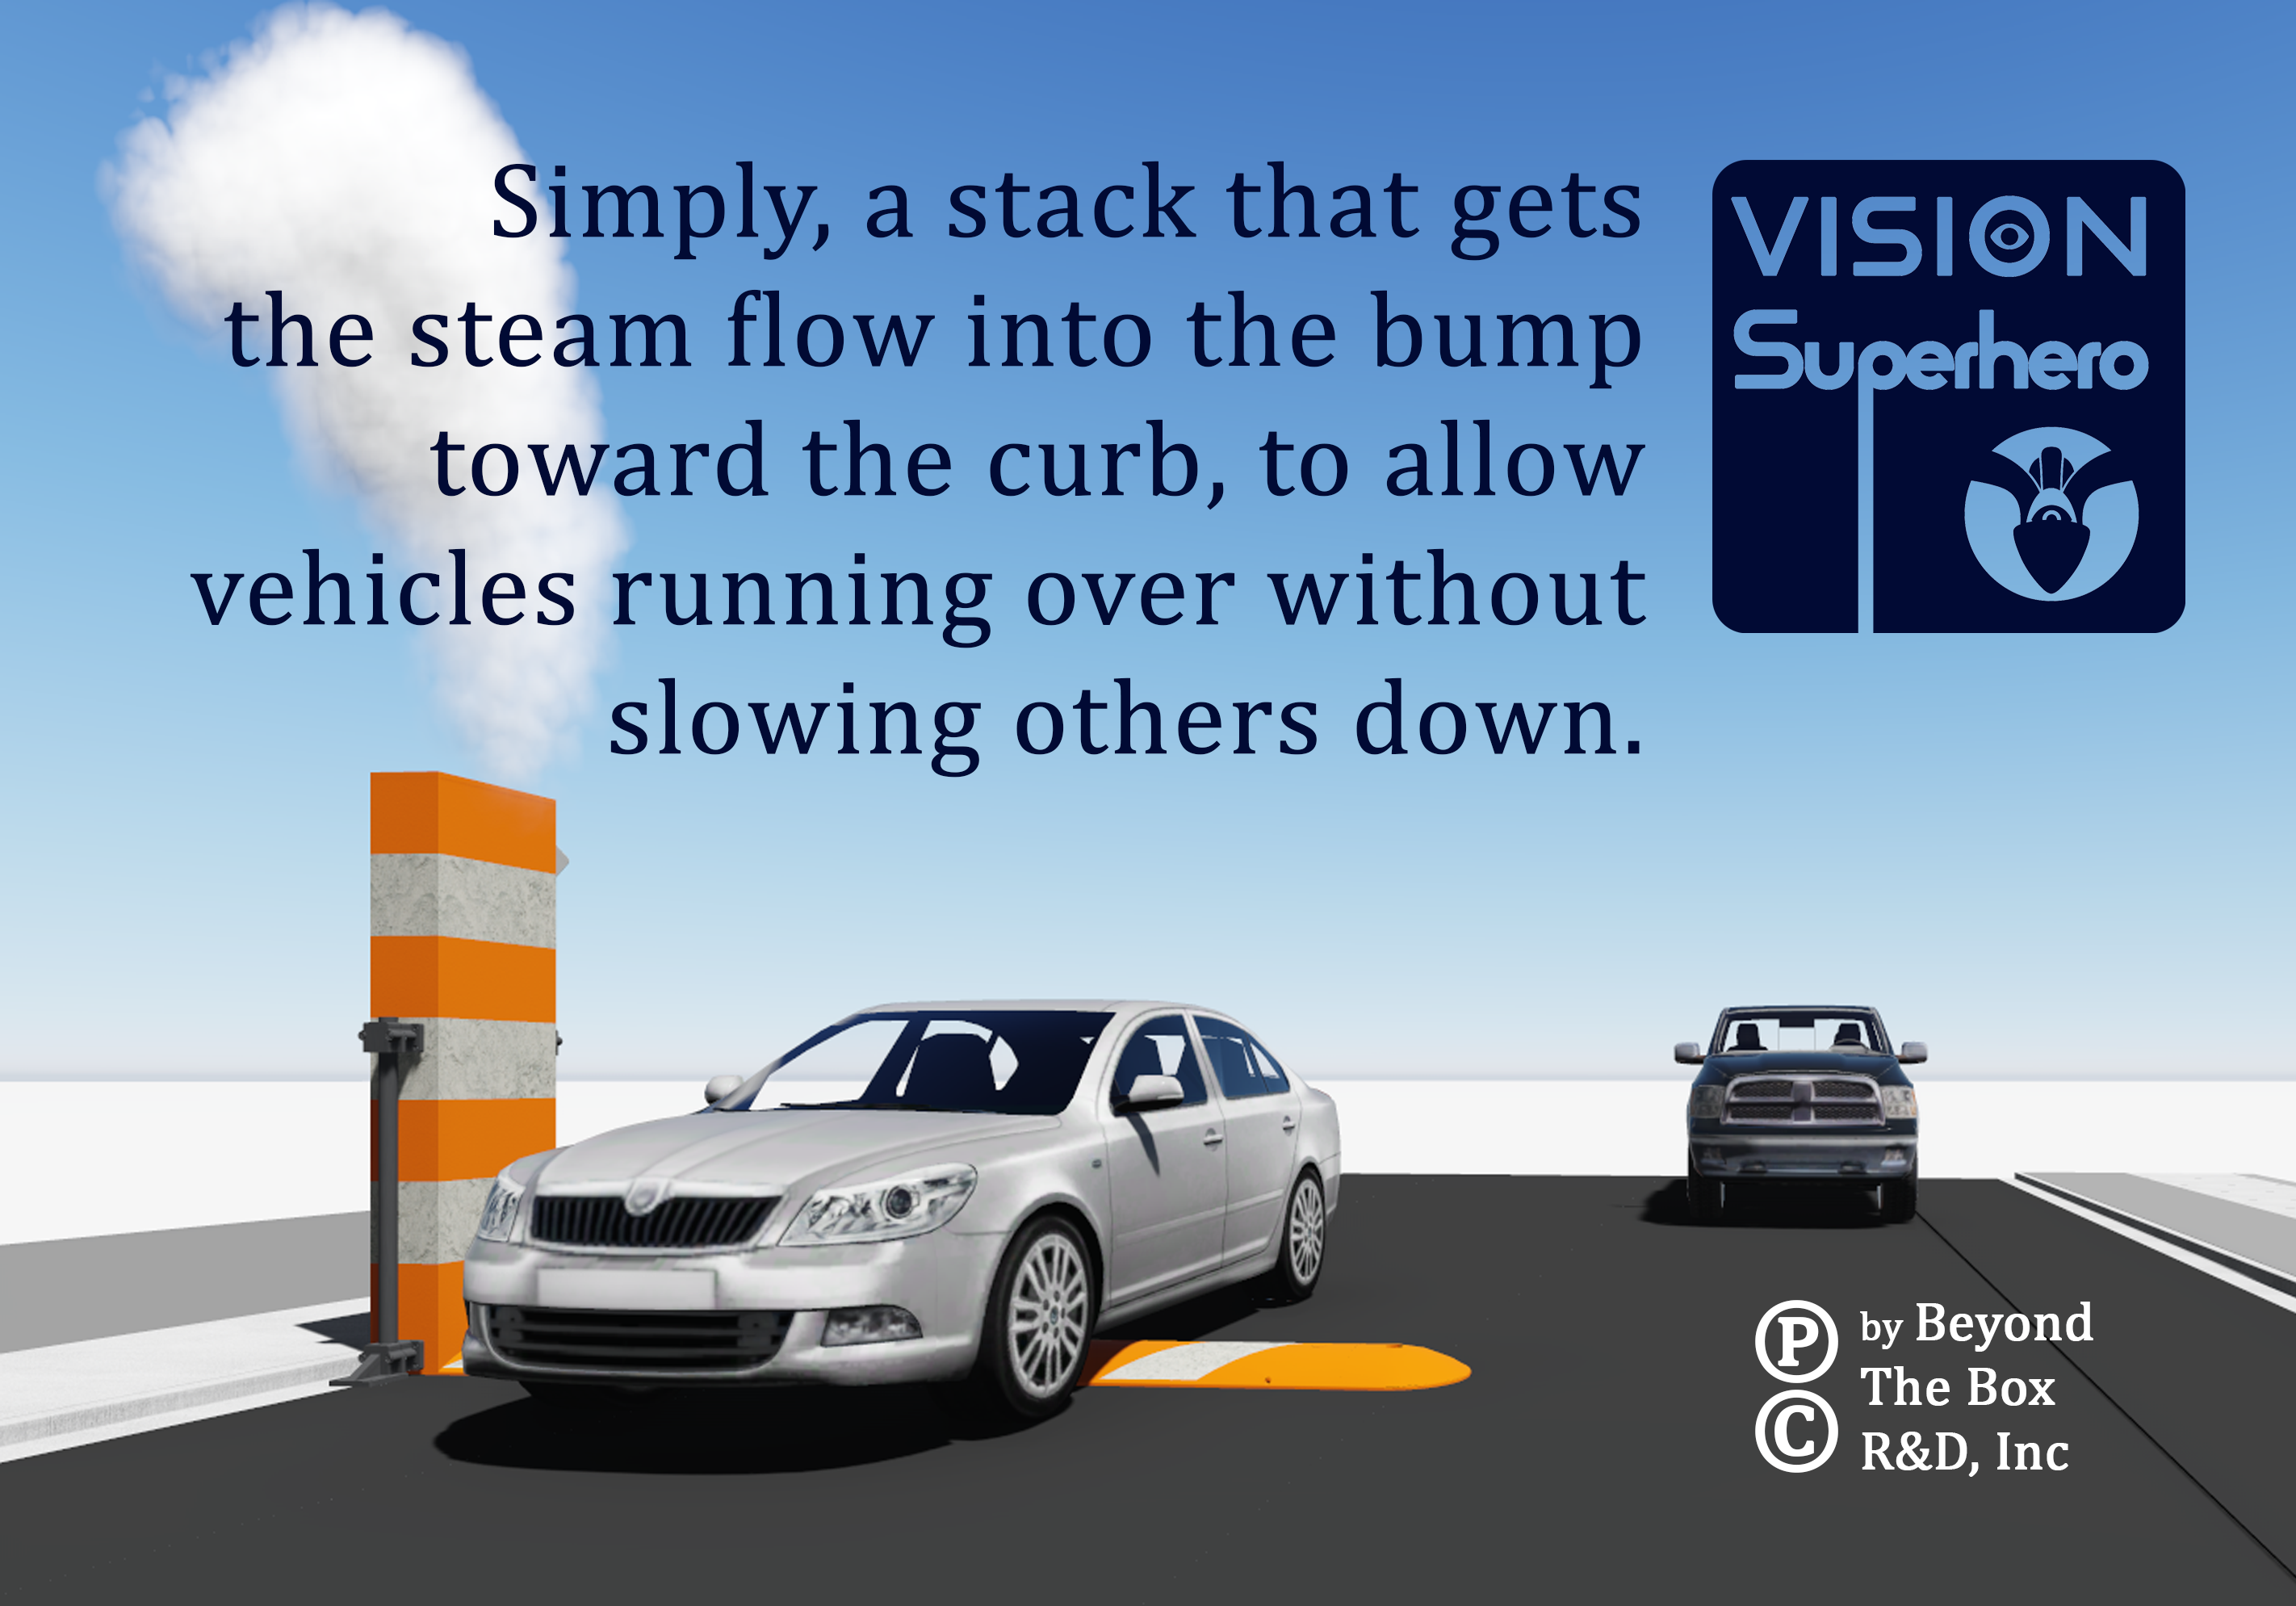 Simply, a stack that gets
the steam flow into the bump
toward the curb, to allow
vehicles running over without
slowing others down.
VISION
Superhero
Ⓟ by Beyond
The Box
© R&D, Inc